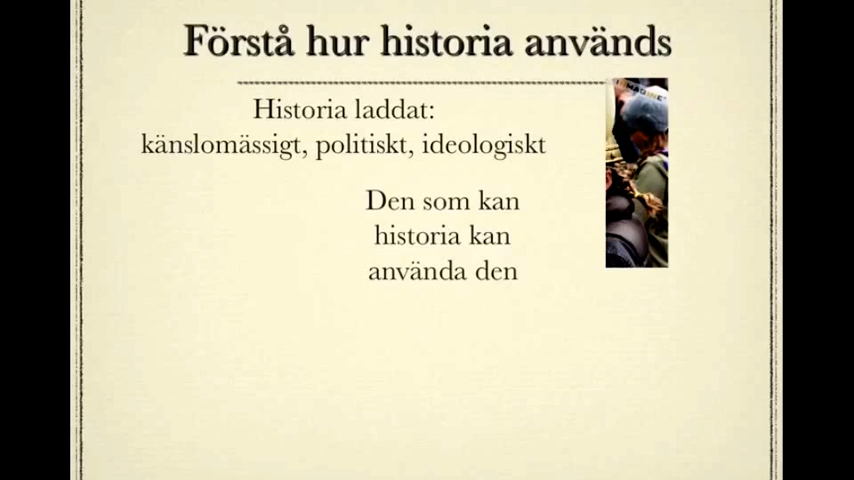 Förstå hur historia används
Historia laddat:
känslomässigt, politiskt, ideologiskt
Den som kan
historia kan
använda den